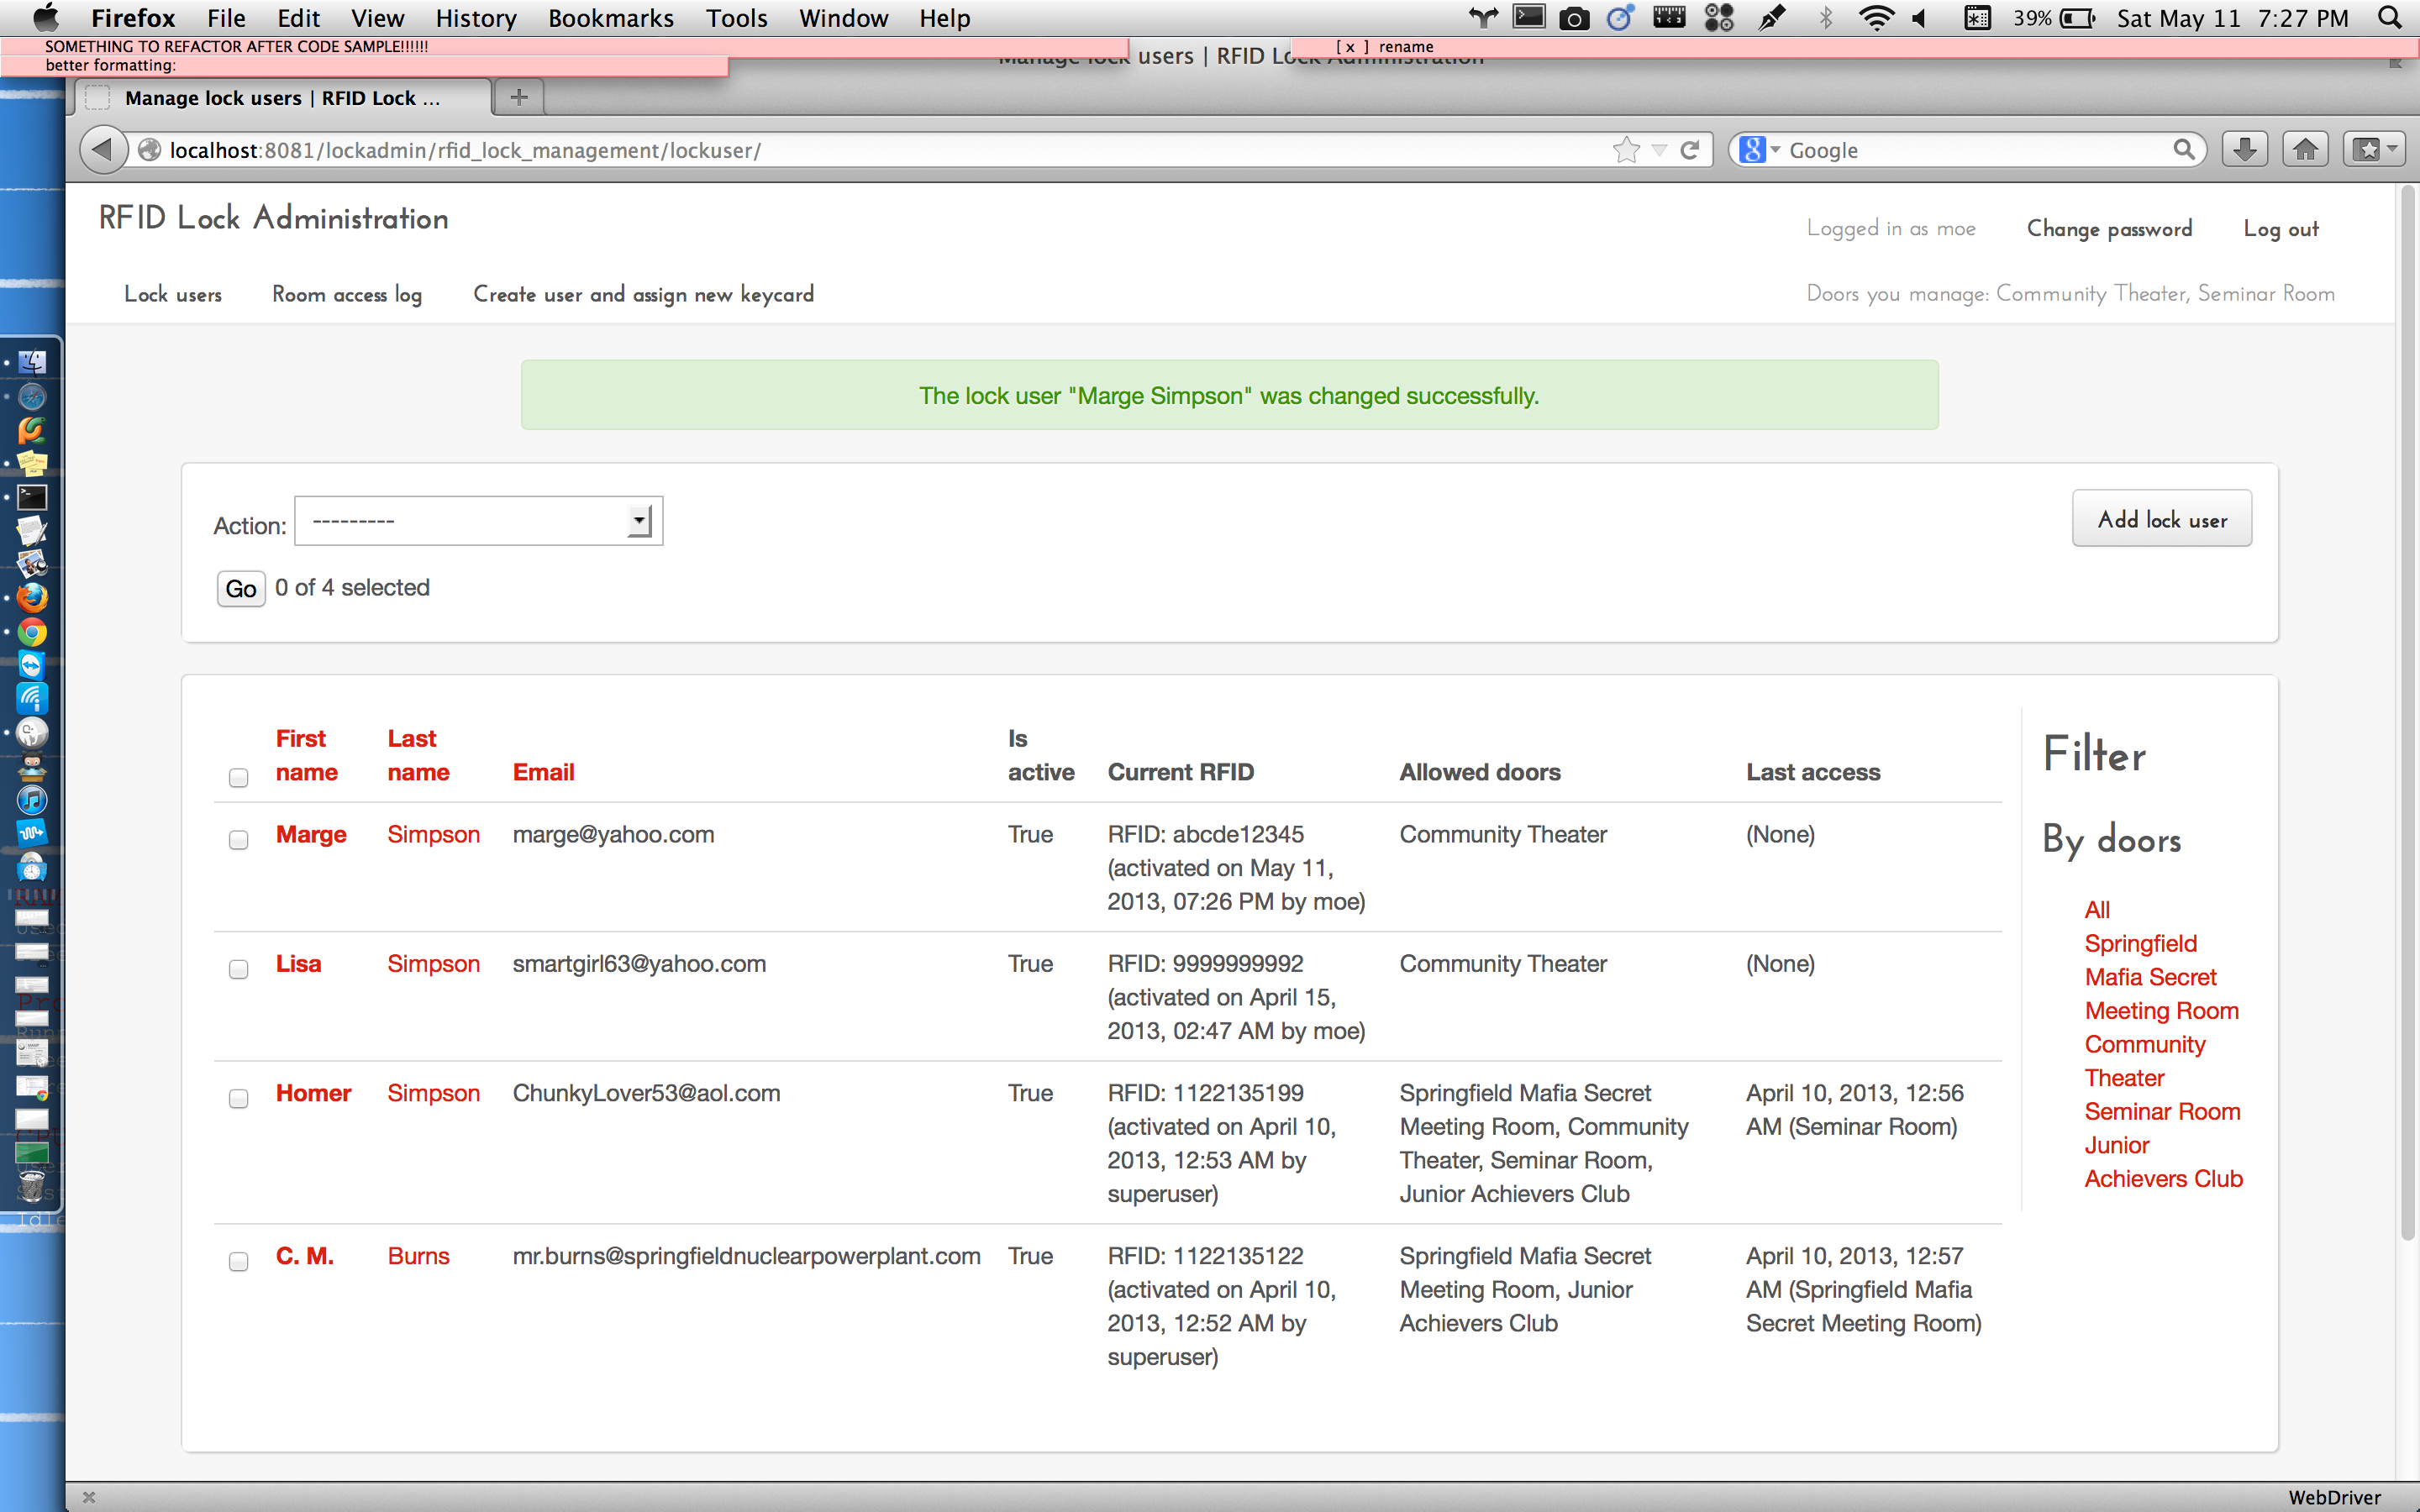 Firefox File Edit View History Bookmarks Tools Window Help 39% Sat May 11 7:27 PM
SOMETHING TO REFACTOR AFTER CODE SAMPLE!!!!!!
better formatting:
[ x ] rename
Manage lock users | RFID Lock Administration
Manage lock users | RFID Lock ...
localhost:8081/lockadmin/rfid_lock_management/lockuser/
Google
RFID Lock Administration
Logged in as moe Change password Log out
Lock users Room access log Create user and assign new keycard
Doors you manage: Community Theater, Seminar Room
The lock user "Marge Simpson" was changed successfully.
Action: ---------
Add lock user
Go 0 of 4 selected
First name Last name Email Is active Current RFID Allowed doors Last access
Marge Simpson marge@yahoo.com True RFID: abcde12345 Community Theater (None)
(activated on May 11,
2013, 07:26 PM by moe)
Lisa Simpson smartgirl63@yahoo.com True RFID: 9999999992 Community Theater (None)
(activated on April 15,
2013, 02:47 AM by moe)
Homer Simpson ChunkyLover53@aol.com True RFID: 1122135199 Springfield Mafia Secret April 10, 2013, 12:56
(activated on April 10, Meeting Room, Community AM (Seminar Room)
2013, 12:53 AM by Theater, Seminar Room,
superuser) Junior Achievers Club
C. M. Burns mr.burns@springfieldnuclearpowerplant.com True RFID: 1122135122 Springfield Mafia Secret April 10, 2013, 12:57
(activated on April 10, Meeting Room, Junior AM (Springfield Mafia
2013, 12:52 AM by Achievers Club Secret Meeting Room)
superuser)
Filter
By doors
All
Springfield
Mafia Secret
Meeting Room
Community
Theater
Seminar Room
Junior
Achievers Club
WebDriver